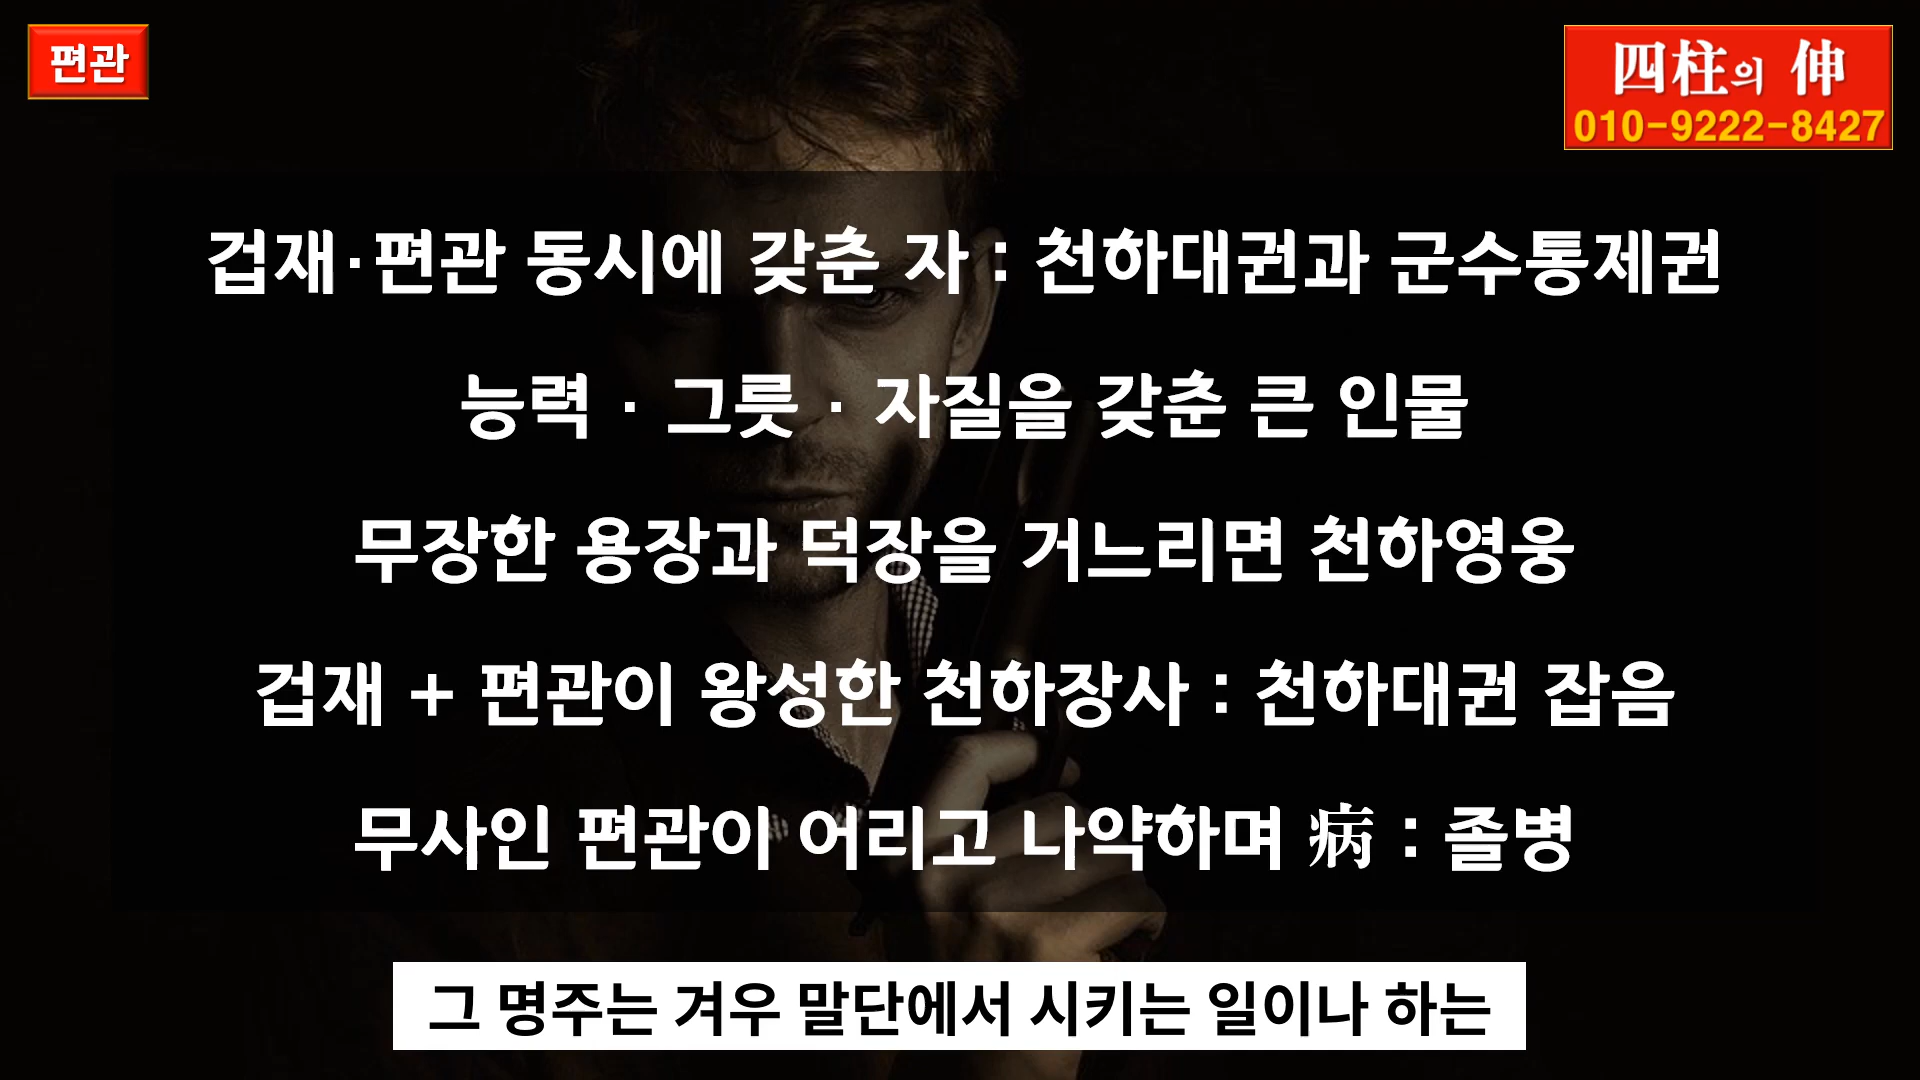 편관
四柱의 伸
010-9222-8427
겁재·편관 동시에 갖춘 자 : 천하대권과 군수통제권
능력 · 그릇 · 자질을 갖춘 큰 인물
무장한 용장과 덕장을 거느리면 천하영웅
겁재 + 편관이 왕성한 천하장사 : 천하대권 잡음
무사인 편관이 어리고 나약하며 病 : 졸병
그 명주는 겨우 말단에서 시키는 일이나 하는